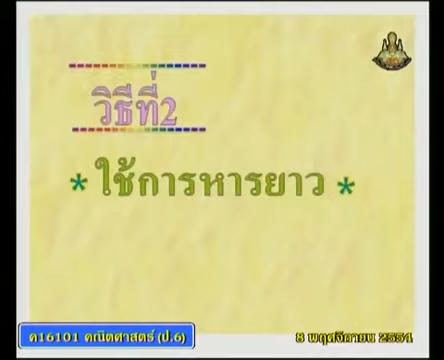 วิธีที่2
* ใช้การหารยาว *
ค16101 คณิตศาสตร์ (ป.6)
8 พฤศจิกายน 2554